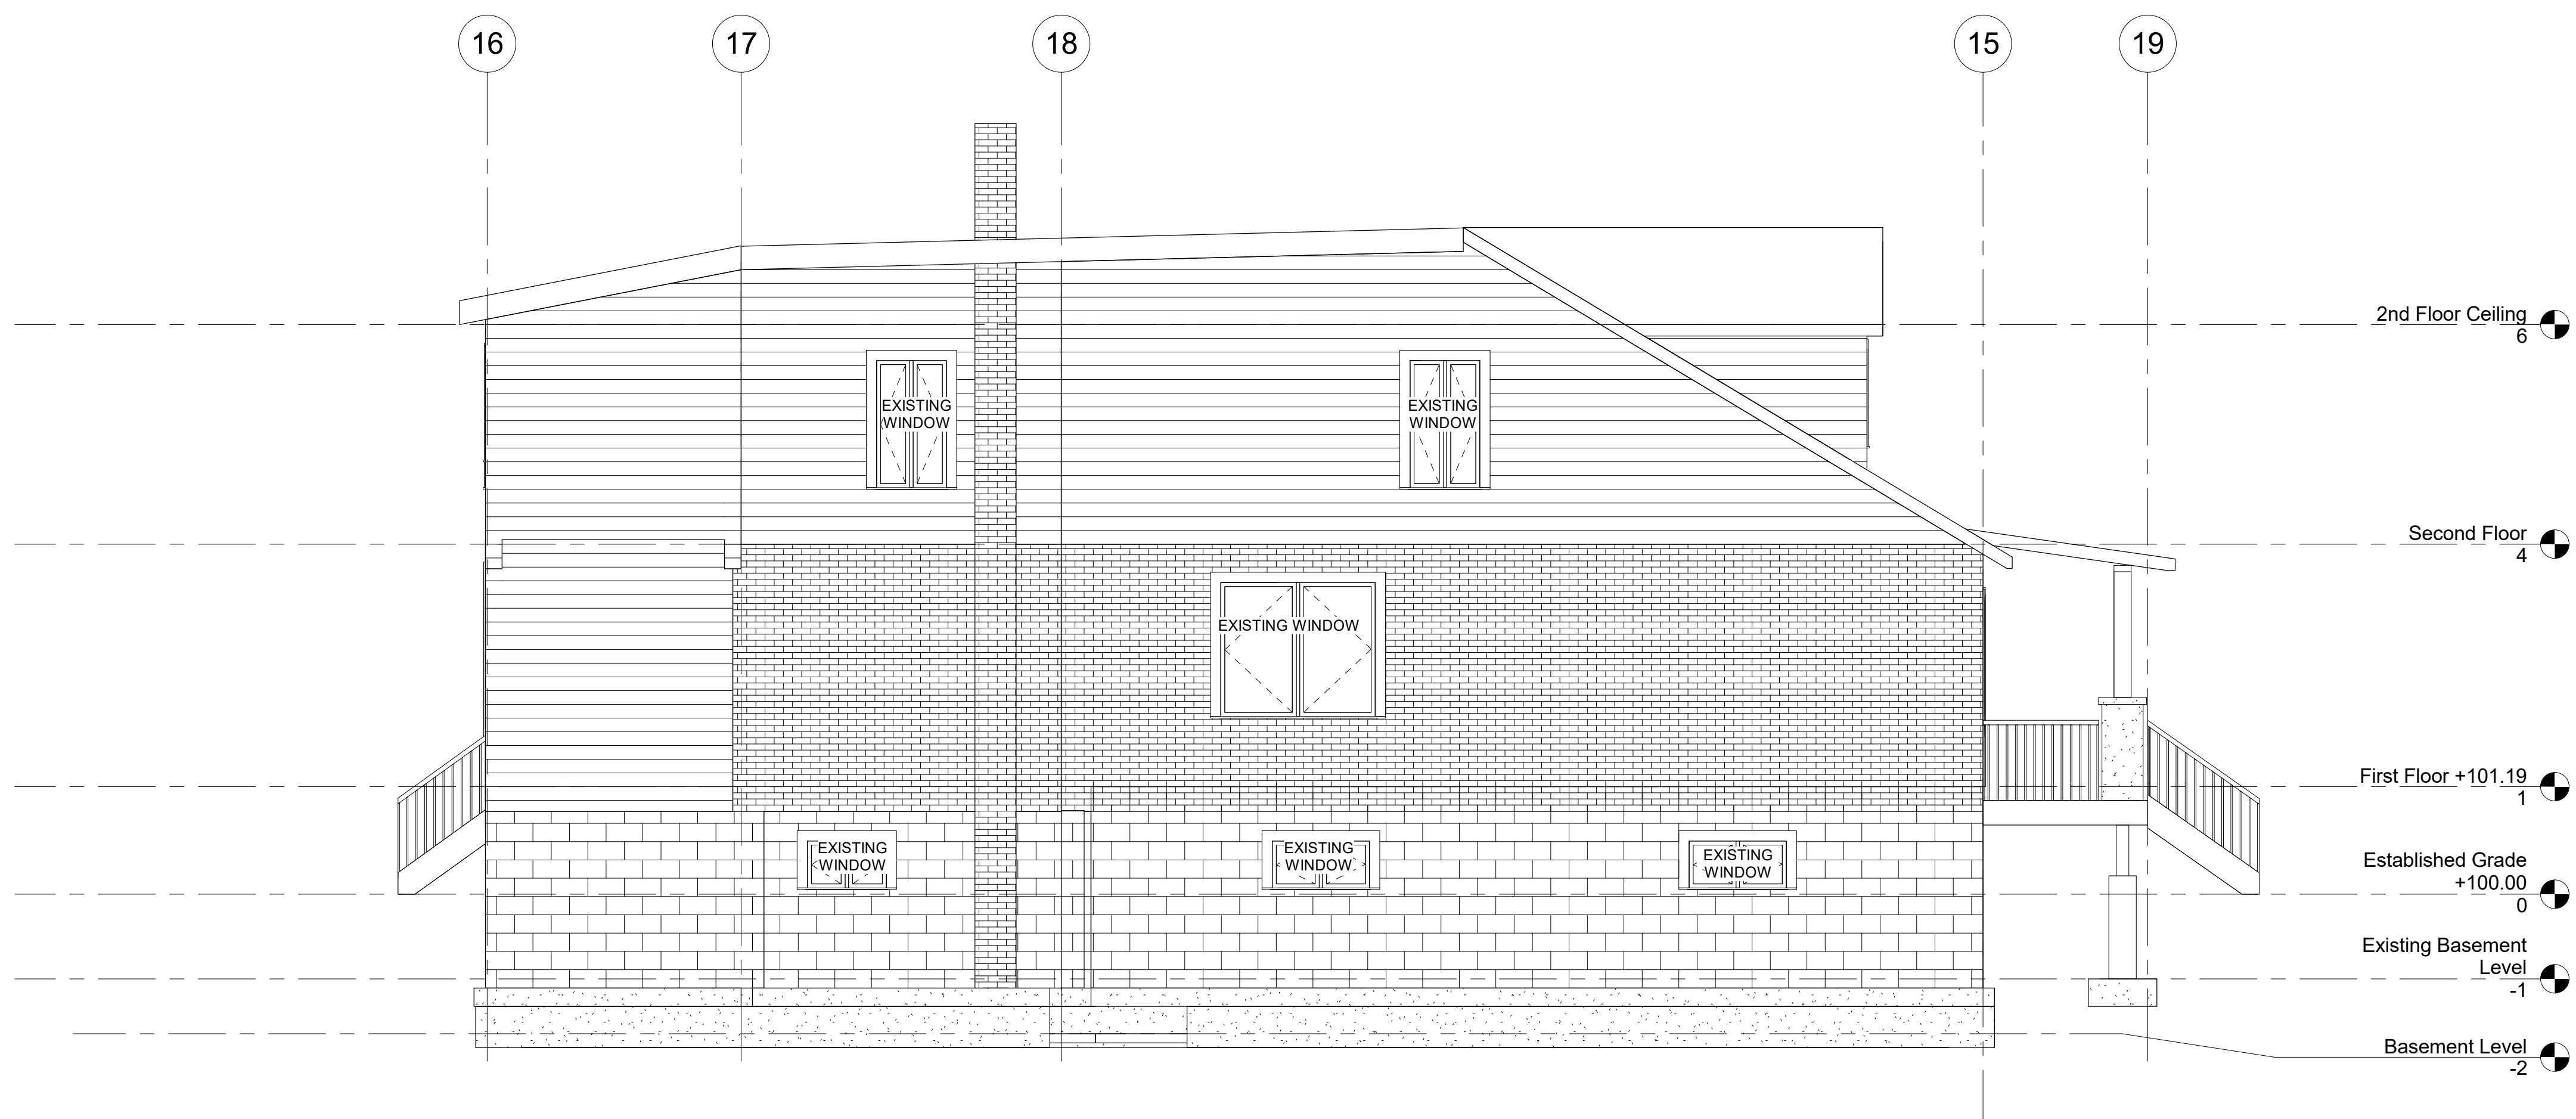 16
17
18
15
19
2nd Floor Ceiling
6
EXISTING
WINDOW
EXISTING
WINDOW
Second Floor
4
EXISTING WINDOW
First Floor +101.19
1
EXISTING
WINDOW
EXISTING
WINDOW
EXISTING
WINDOW
Established Grade
+100.00
0
Existing Basement
Level
-1
Basement Level
-2